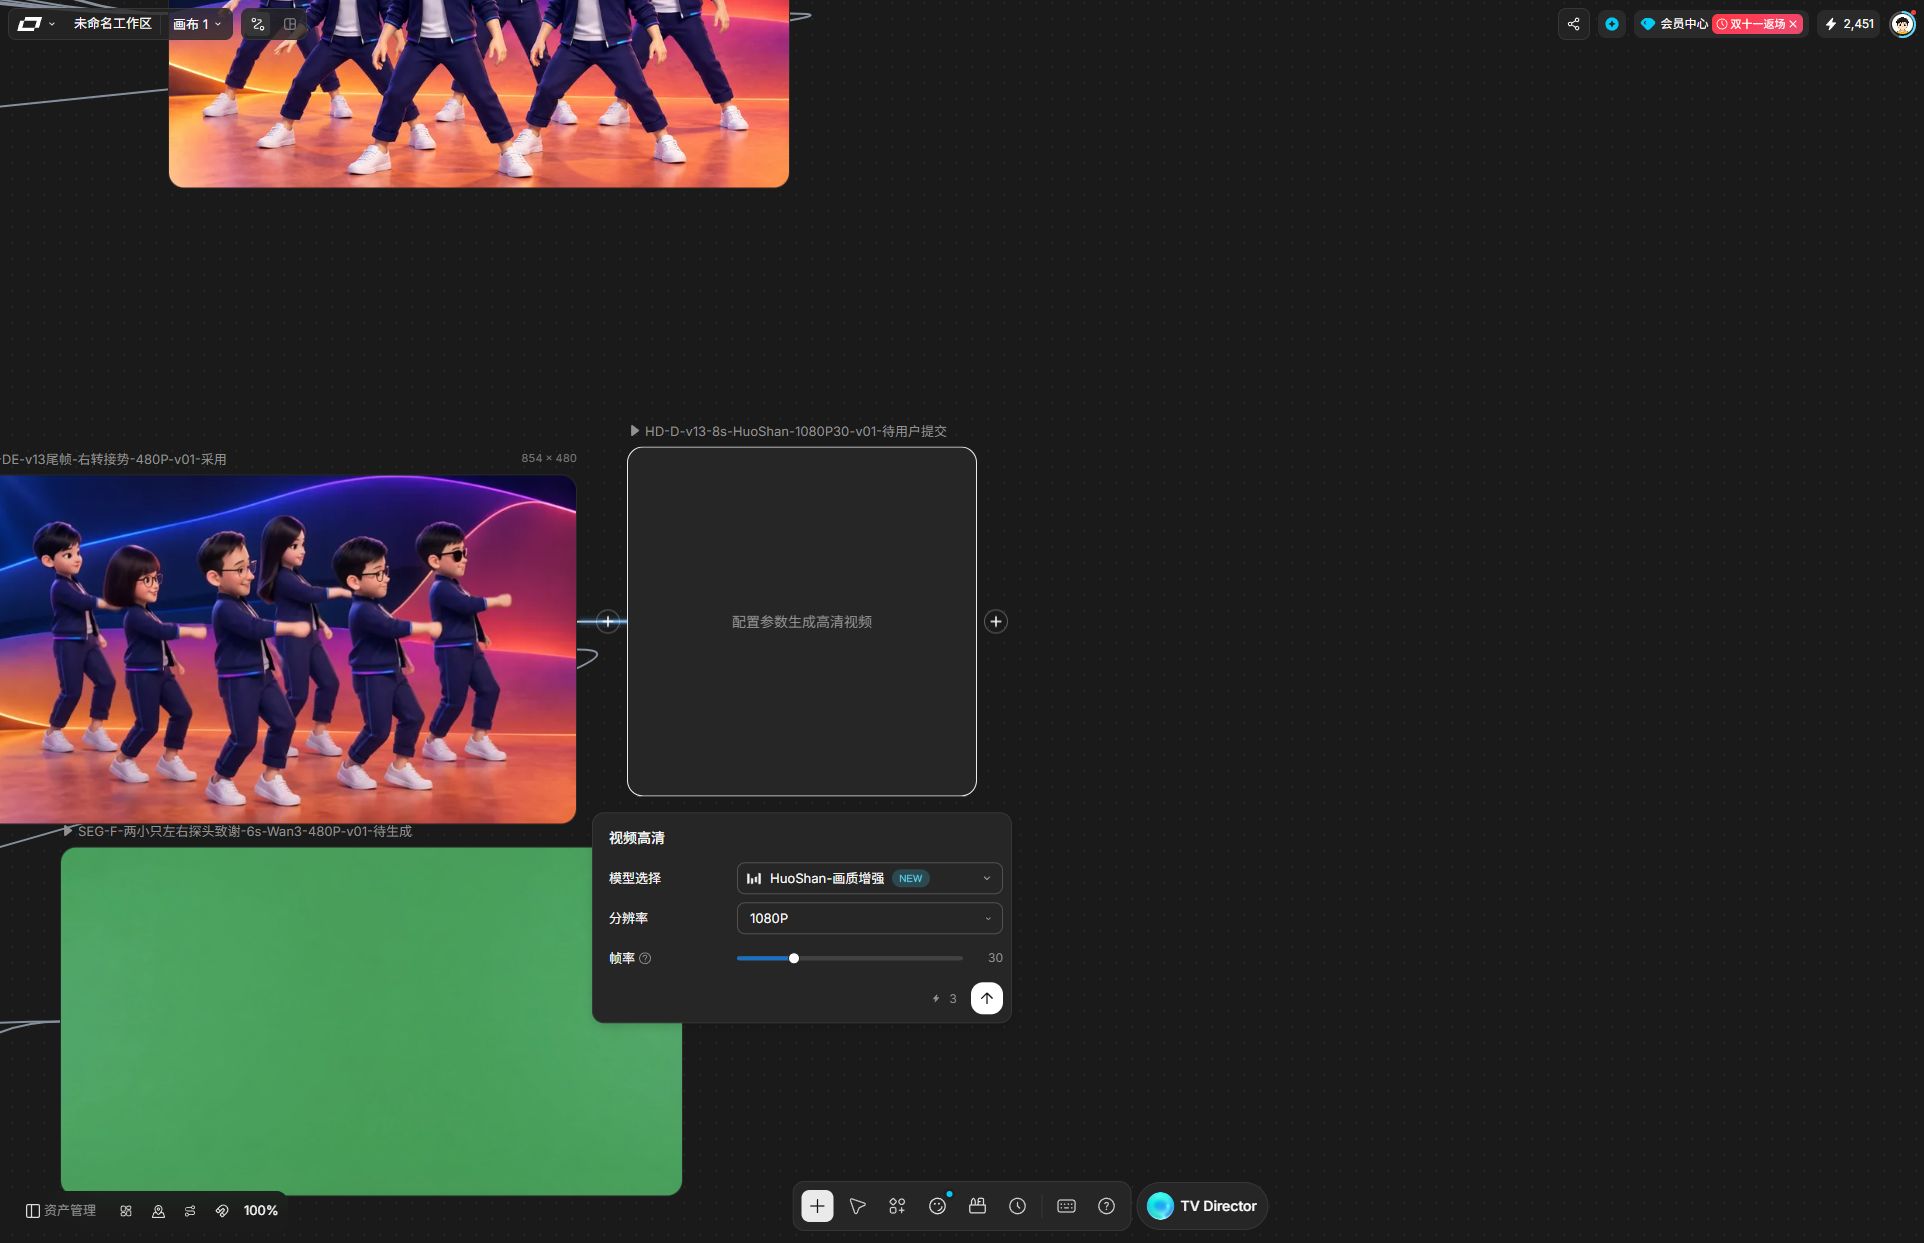 未命名工作区
画布 1
会员中心
双十一返场
2,451
HD-D-v13-8s-HuoShan-1080P30-v01-待用户提交
-DE-v13尾帧-右转接势-480P-v01-采用
854 × 480
配置参数生成高清视频
SEG-F-两小只左右探头致谢-6s-Wan3-480P-v01-待生成
视频高清
模型选择
HuoShan-画质增强
NEW
分辨率
1080P
帧率
30
3
资产管理
100%
TV Director